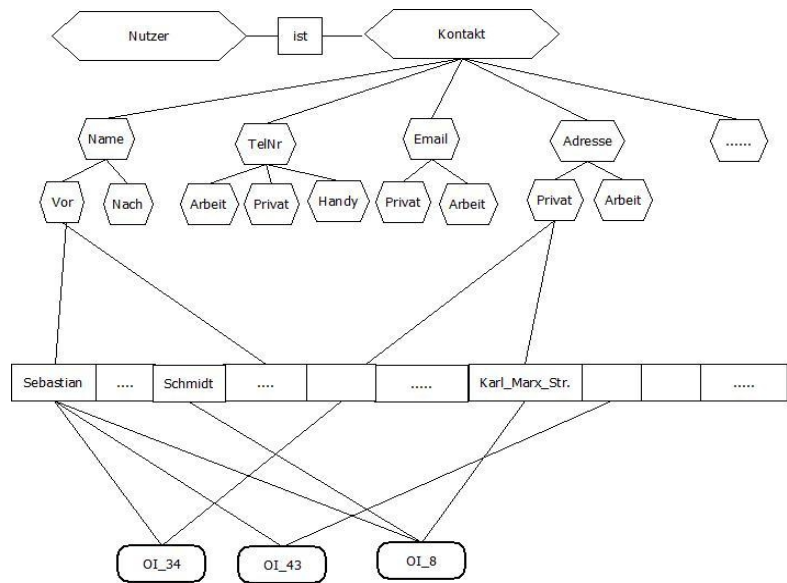 Nutzer ist Kontakt
Name TelNr Email Adresse ......
Vor Nach Arbeit Privat Handy Privat Arbeit Privat Arbeit
Sebastian .... Schmidt .... ..... Karl_Marx_Str. .....
OI_34 OI_43 OI_8